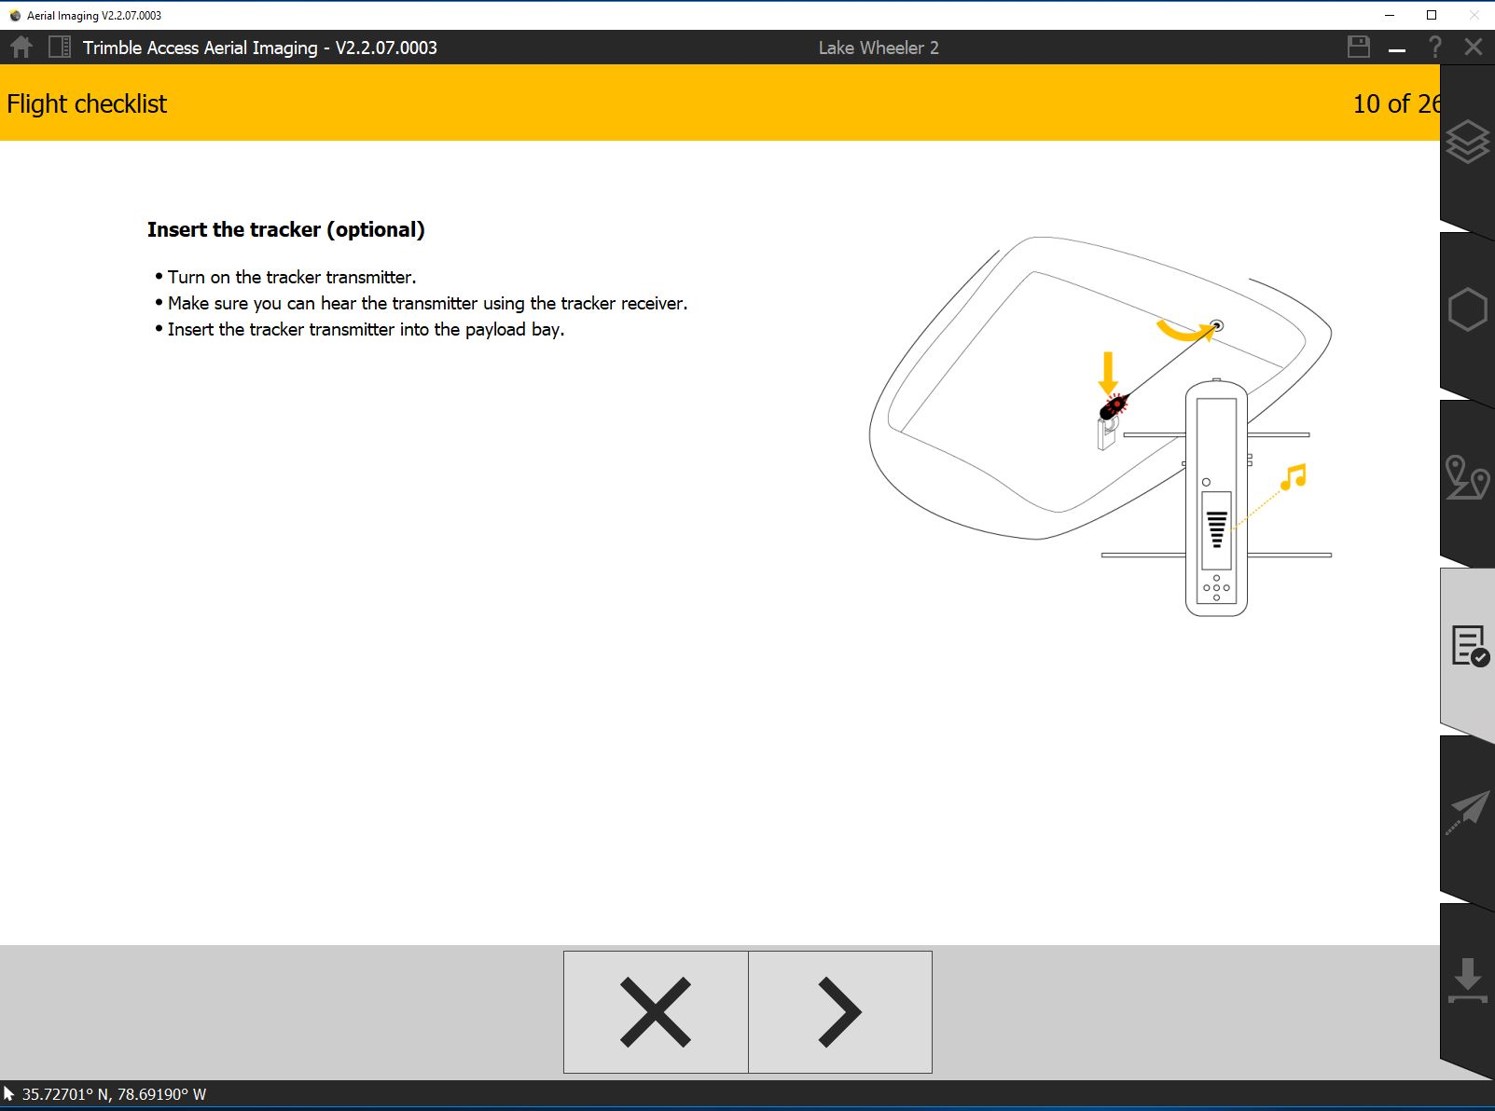 Aerial Imaging V2.2.07.0003
Trimble Access Aerial Imaging - V2.2.07.0003
Lake Wheeler 2
?
Flight checklist
10 of 26
Insert the tracker (optional)
• Turn on the tracker transmitter.
• Make sure you can hear the transmitter using the tracker receiver.
• Insert the tracker transmitter into the payload bay.
35.72701° N, 78.69190° W